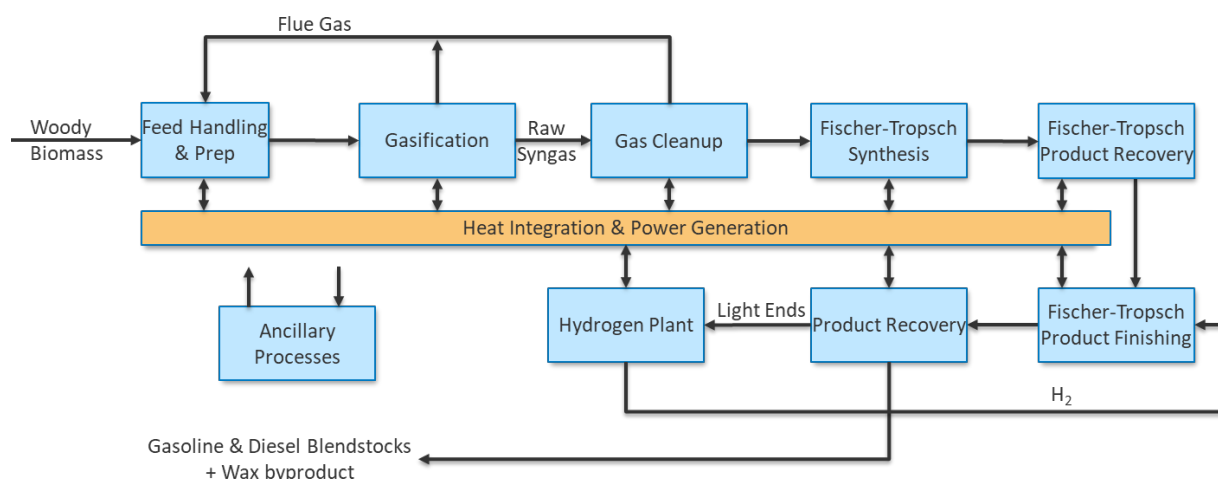 Flue Gas
Woody
Biomass
Feed Handling
& Prep
Gasification
Raw
Syngas
Gas Cleanup
Fischer-Tropsch
Synthesis
Fischer-Tropsch
Product Recovery
Heat Integration & Power Generation
Ancillary
Processes
Hydrogen Plant
Light Ends
Product Recovery
Fischer-Tropsch
Product Finishing
H₂
Gasoline & Diesel Blendstocks
+ Wax byproduct